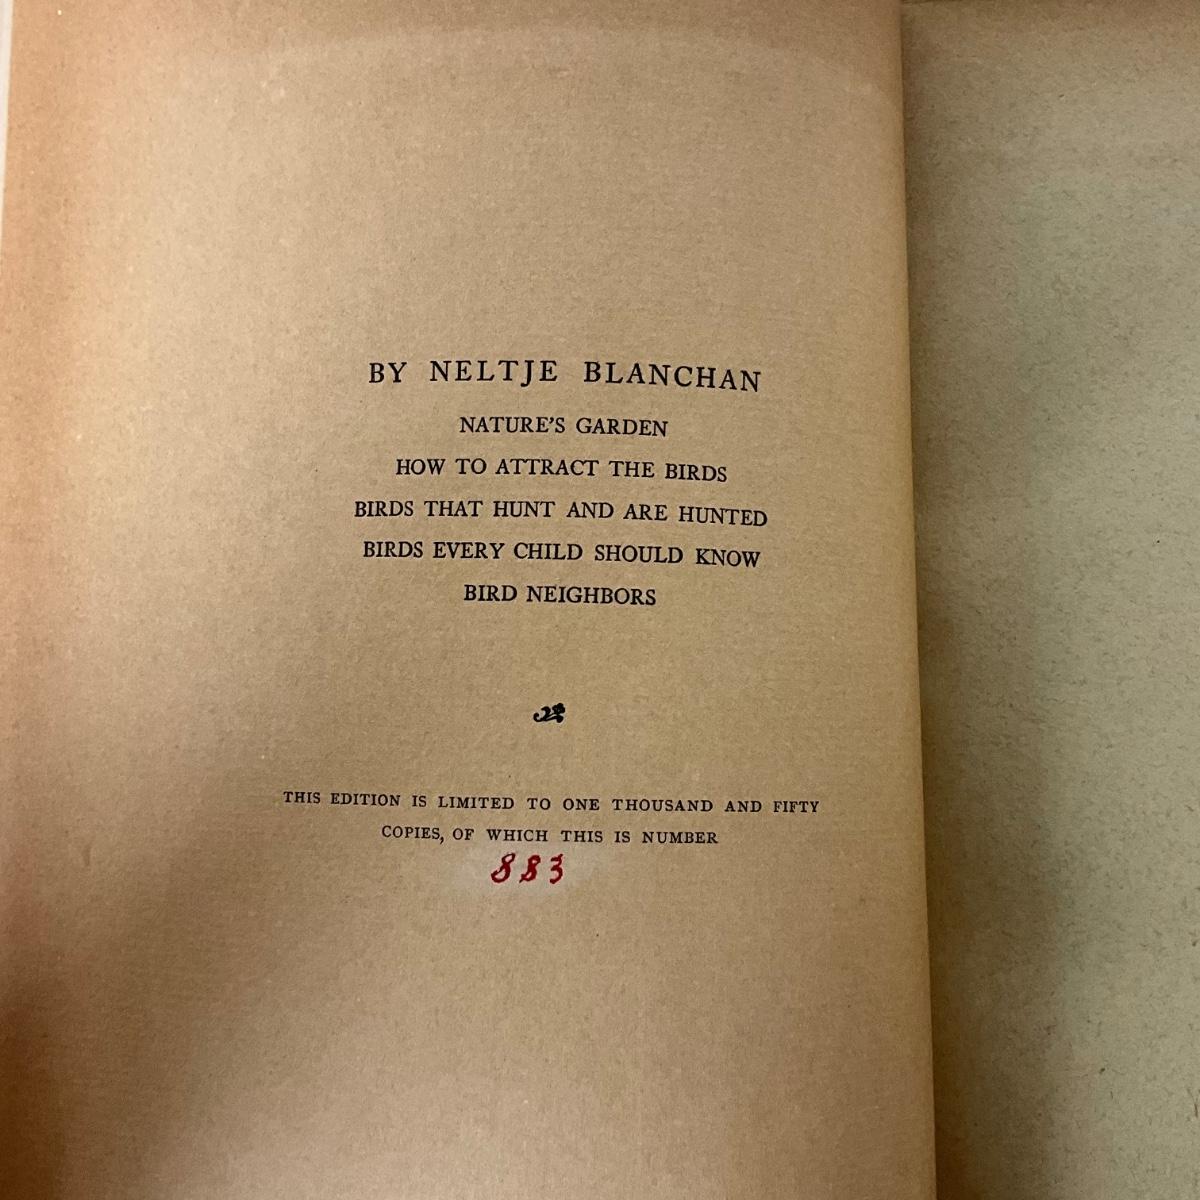 BY NELTJE BLANCHAN
NATURE'S GARDEN
HOW TO ATTRACT THE BIRDS
BIRDS THAT HUNT AND ARE HUNTED
BIRDS EVERY CHILD SHOULD KNOW
BIRD NEIGHBORS
THIS EDITION IS LIMITED TO ONE THOUSAND AND FIFTY
COPIES, OF WHICH THIS IS NUMBER
883